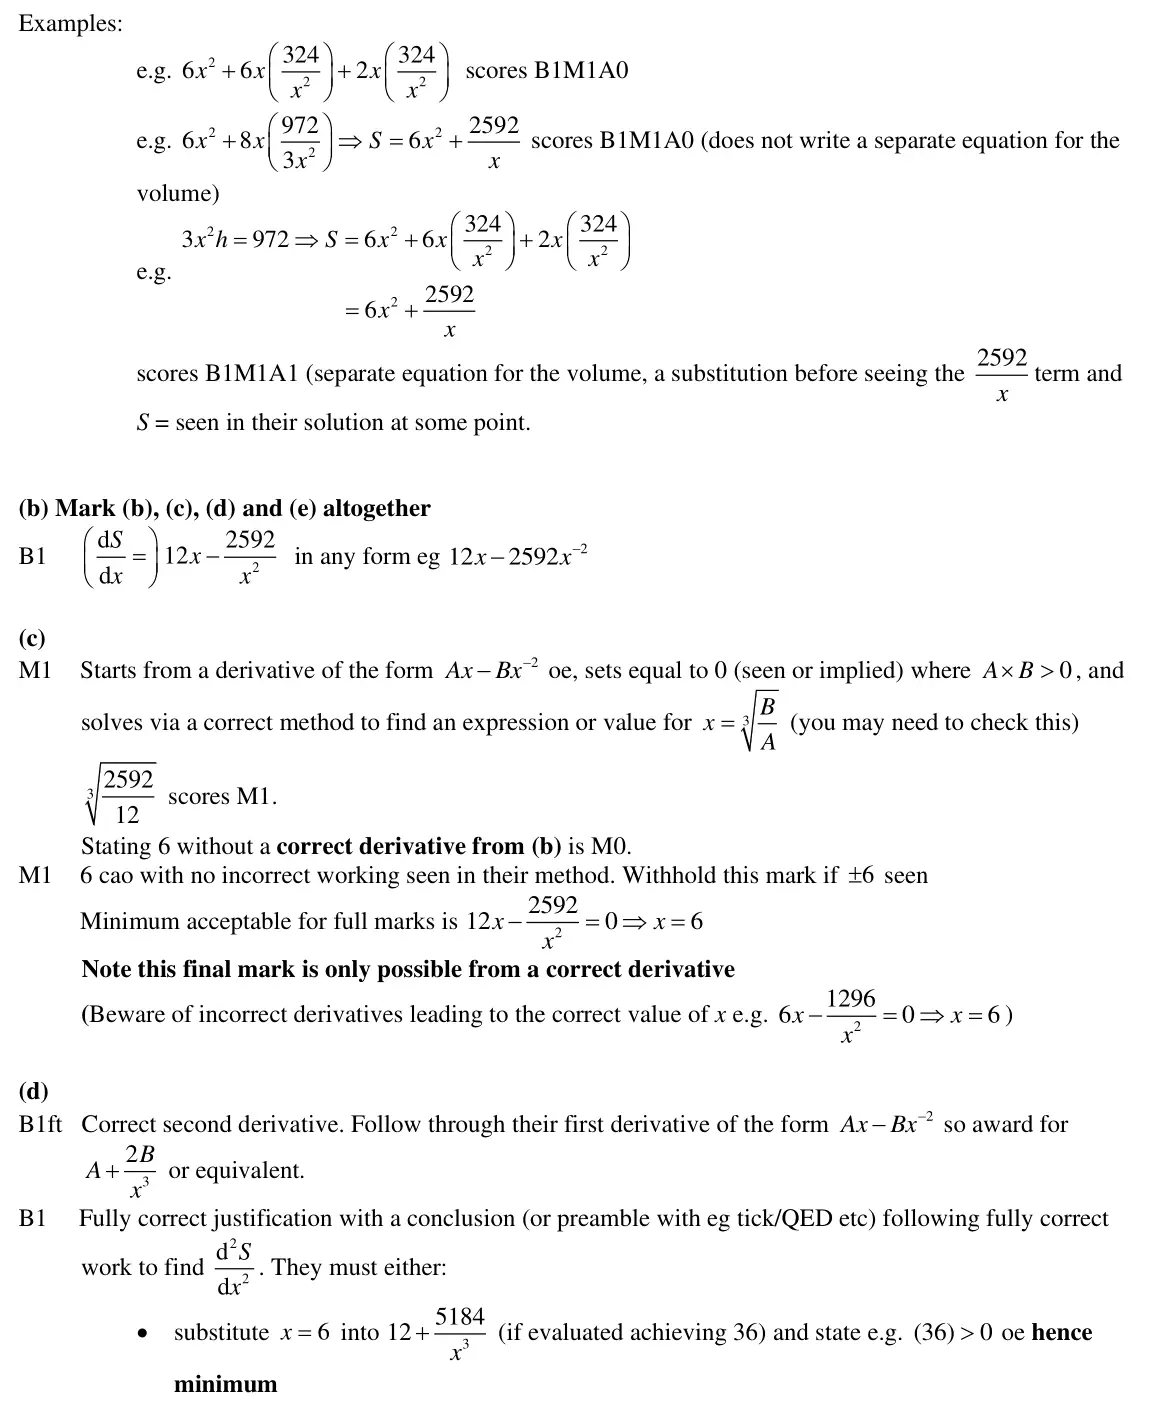 Examples:
e.g. 6x² + 6x(324/x²) + 2x(324/x²) scores B1M1A0
e.g. 6x² + 8x(972/3x²) ⇒ S = 6x² + 2592/x scores B1M1A0 (does not write a separate equation for the
volume)
3x²h = 972 ⇒ S = 6x² + 6x(324/x²) + 2x(324/x²)
e.g.
= 6x² + 2592/x
scores B1M1A1 (separate equation for the volume, a substitution before seeing the 2592/x term and
S = seen in their solution at some point.
(b) Mark (b), (c), (d) and (e) altogether
B1 (dS/dx =) 12x − 2592/x² in any form eg 12x − 2592x⁻²
(c)
M1 Starts from a derivative of the form Ax − Bx⁻² oe, sets equal to 0 (seen or implied) where A × B > 0, and
solves via a correct method to find an expression or value for x = ∛(B/A) (you may need to check this)
∛(2592/12) scores M1.
Stating 6 without a correct derivative from (b) is M0.
M1 6 cao with no incorrect working seen in their method. Withhold this mark if ±6 seen
Minimum acceptable for full marks is 12x − 2592/x² = 0 ⇒ x = 6
Note this final mark is only possible from a correct derivative
(Beware of incorrect derivatives leading to the correct value of x e.g. 6x − 1296/x² = 0 ⇒ x = 6 )
(d)
B1ft Correct second derivative. Follow through their first derivative of the form Ax − Bx⁻² so award for
A + 2B/x³ or equivalent.
B1 Fully correct justification with a conclusion (or preamble with eg tick/QED etc) following fully correct
work to find d²S/dx². They must either:
• substitute x = 6 into 12 + 5184/x³ (if evaluated achieving 36) and state e.g. (36) > 0 oe hence
minimum